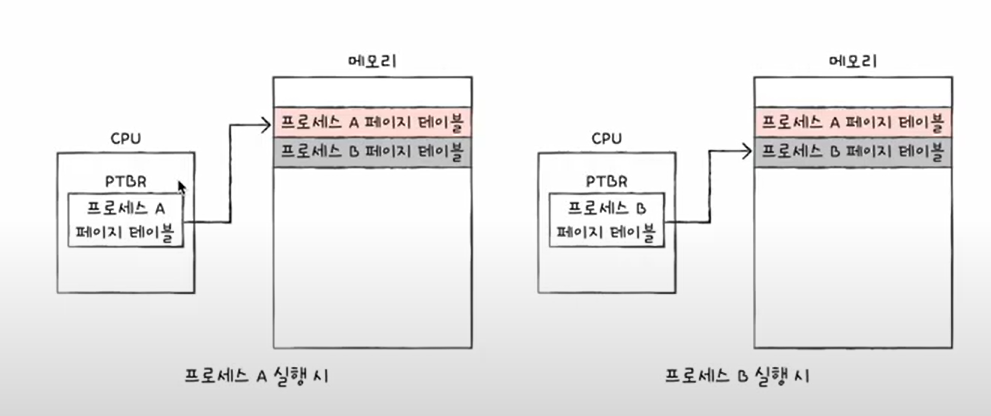 메모리
프로세스 A 페이지 테이블
프로세스 B 페이지 테이블
CPU
PTBR
프로세스 A
페이지 테이블
프로세스 A 실행 시
메모리
프로세스 A 페이지 테이블
프로세스 B 페이지 테이블
CPU
PTBR
프로세스 B
페이지 테이블
프로세스 B 실행 시